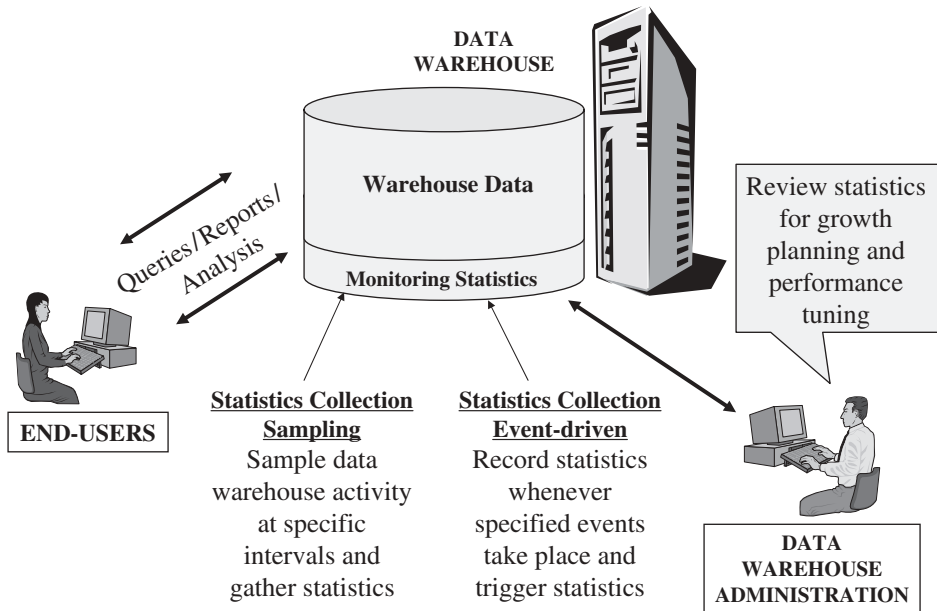 DATA
WAREHOUSE
Warehouse Data
Monitoring Statistics
Queries/Reports/
Analysis
Review statistics
for growth
planning and
performance
tuning
END-USERS
Statistics Collection
Sampling
Sample data
warehouse activity
at specific
intervals and
gather statistics
Statistics Collection
Event-driven
Record statistics
whenever
specified events
take place and
trigger statistics
DATA
WAREHOUSE
ADMINISTRATION